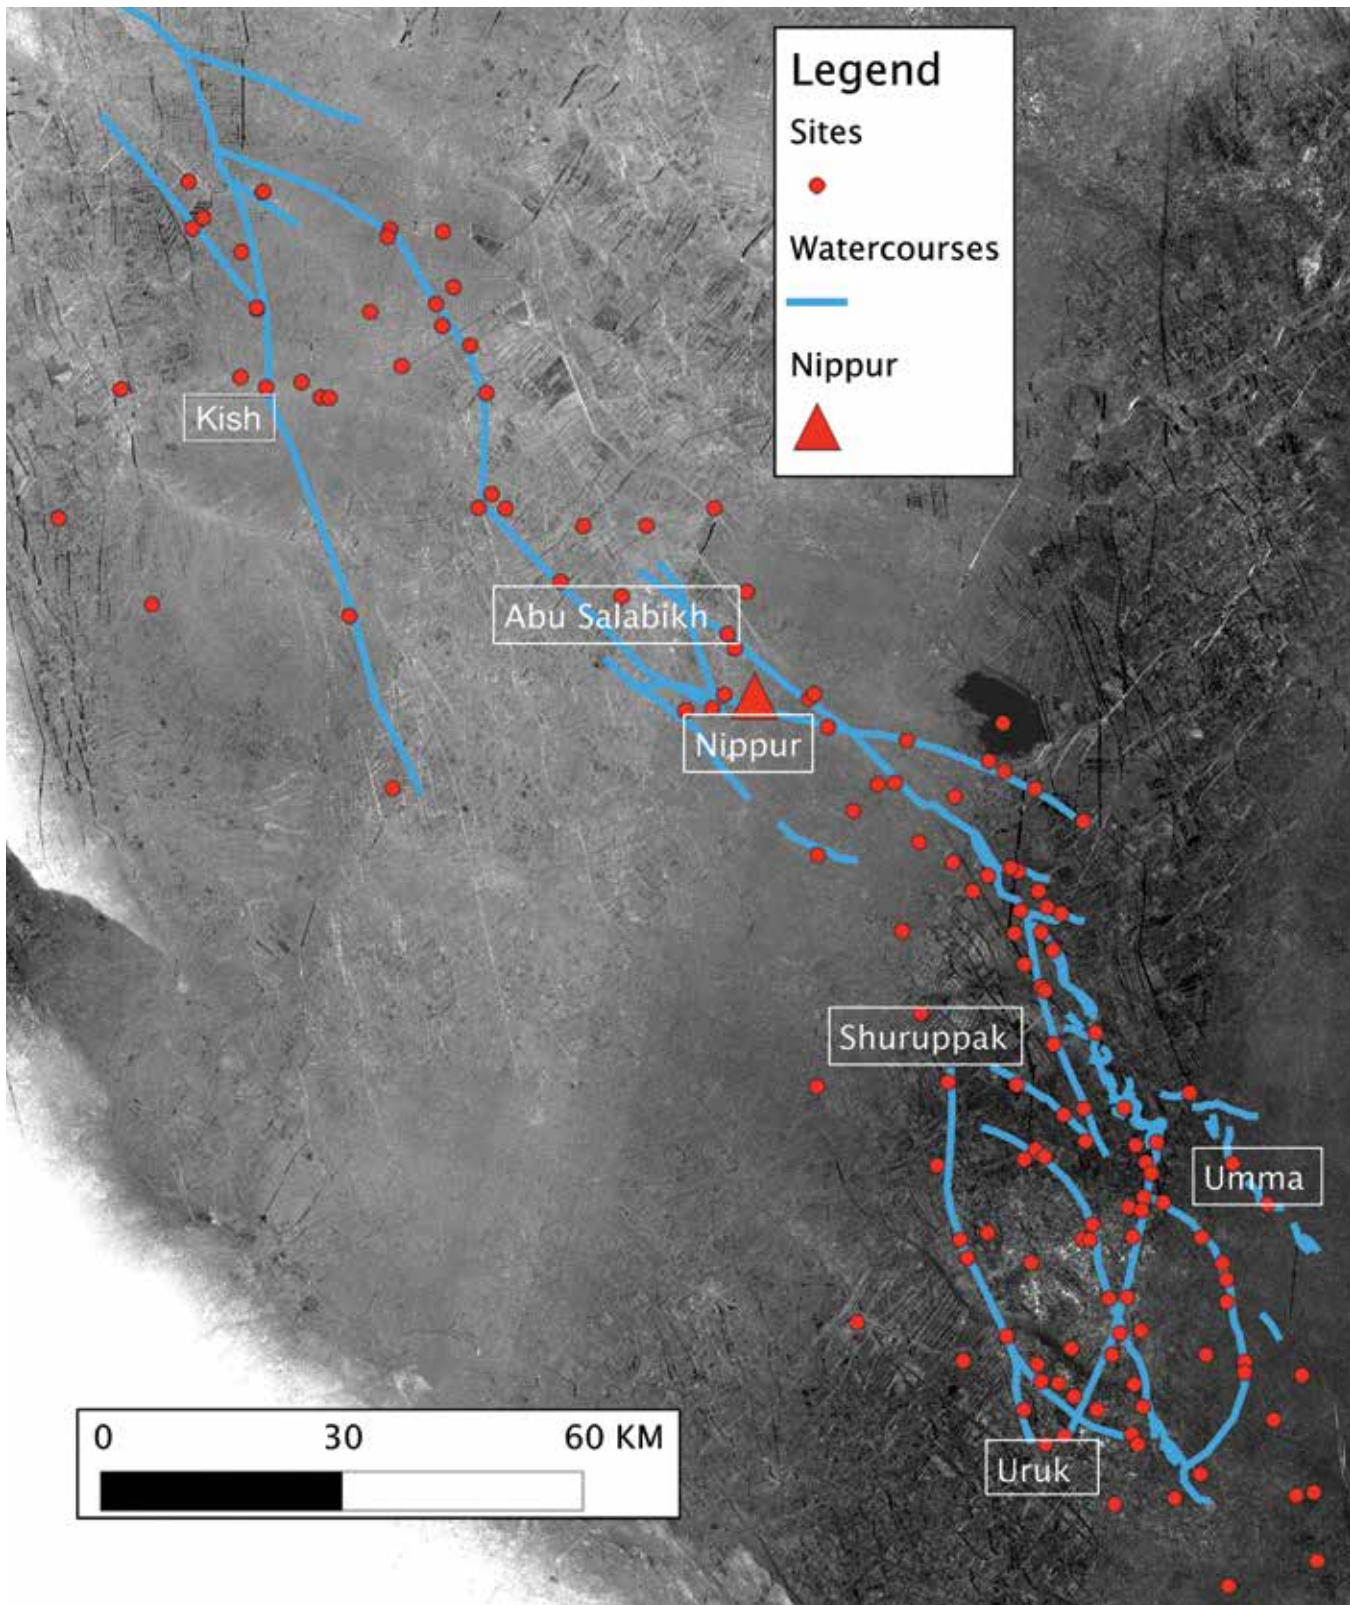 Legend
Sites
Watercourses
Nippur
Kish
Abu Salabikh
Nippur
Shuruppak
Umma
Uruk
0 30 60 KM